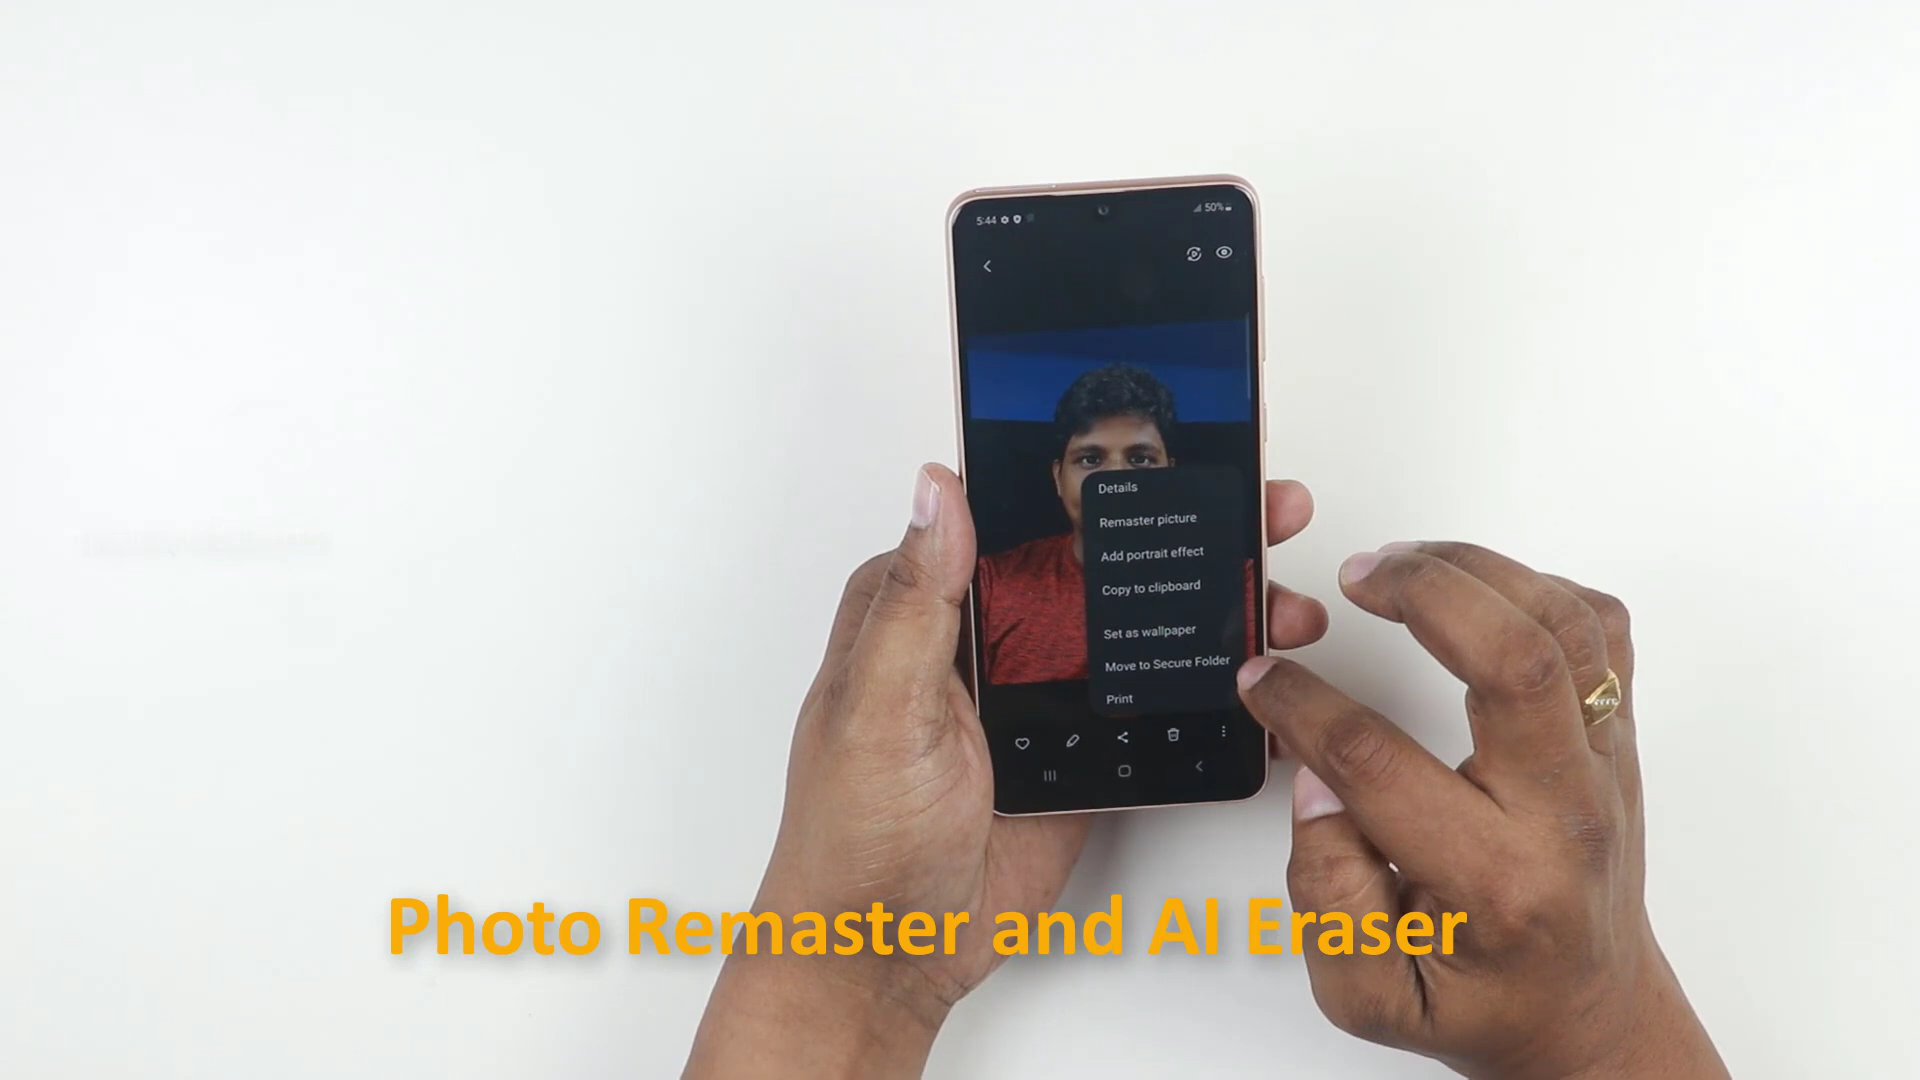 5:44
50%
Details
Remaster picture
Add portrait effect
Copy to clipboard
Set as wallpaper
Move to Secure Folder
Print
Photo Remaster and AI Eraser